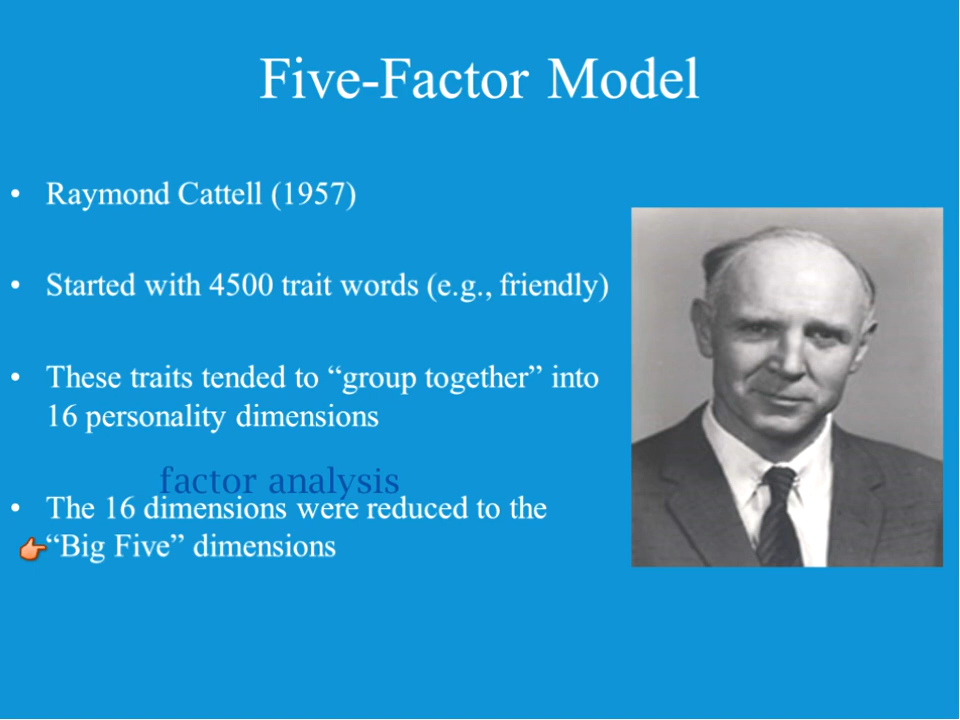 Five-Factor Model
• Raymond Cattell (1957)
• Started with 4500 trait words (e.g., friendly)
• These traits tended to “group together” into
16 personality dimensions
factor analysis
• The 16 dimensions were reduced to the
“Big Five” dimensions